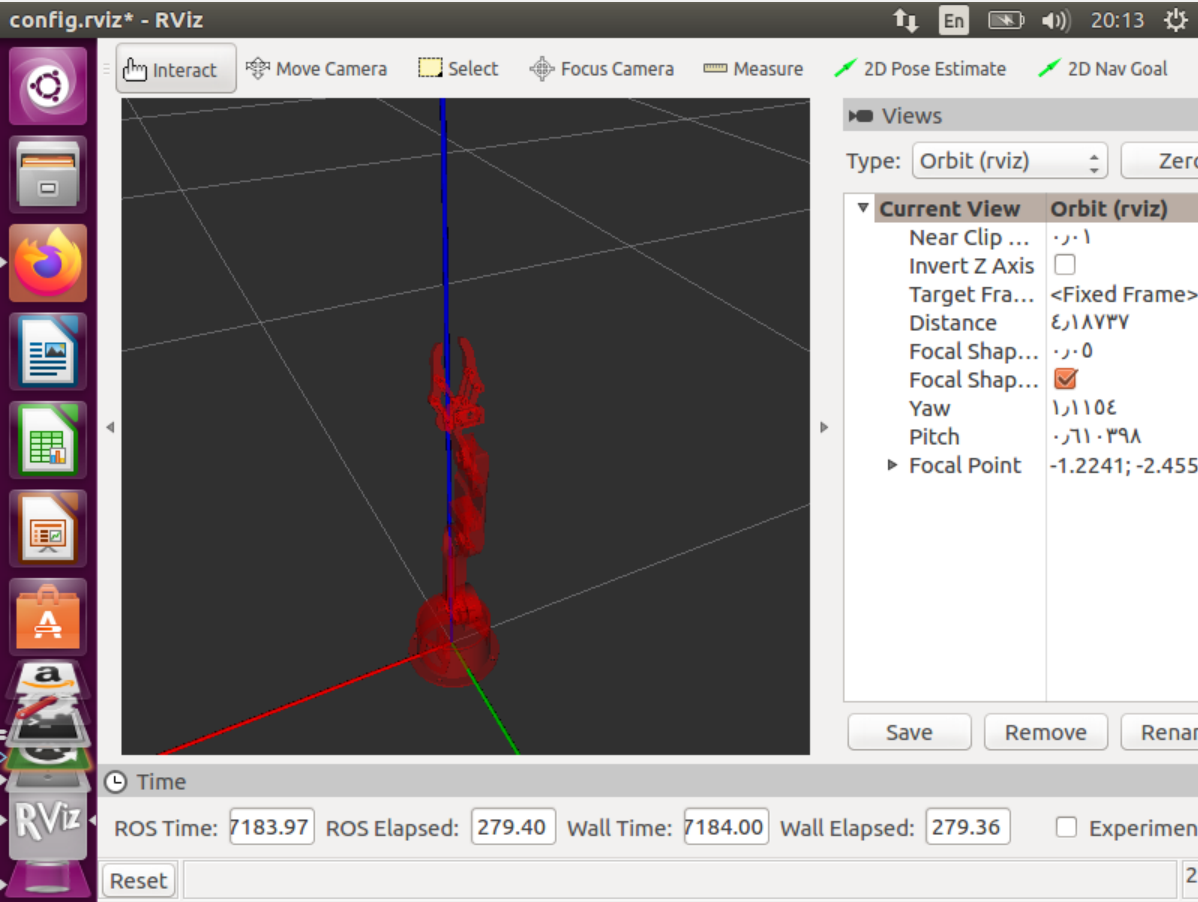 config.rviz* - RViz
En
20:13
Interact
Move Camera
Select
Focus Camera
Measure
2D Pose Estimate
2D Nav Goal
Views
Type: Orbit (rviz)
Zero
Current View Orbit (rviz)
Near Clip ... ٠٫٠١
Invert Z Axis
Target Fra... <Fixed Frame>
Distance ٤٫١٨٧٣٧
Focal Shap... ٠٫٠٥
Focal Shap...
Yaw ١٫١١٥٤
Pitch ٠٫٦١٠٣٩٨
Focal Point -1.2241; -2.455
Save
Remove
Renam
a
Time
RViz
ROS Time: 7183.97 ROS Elapsed: 279.40 Wall Time: 7184.00 Wall Elapsed: 279.36 Experimen
Reset
2